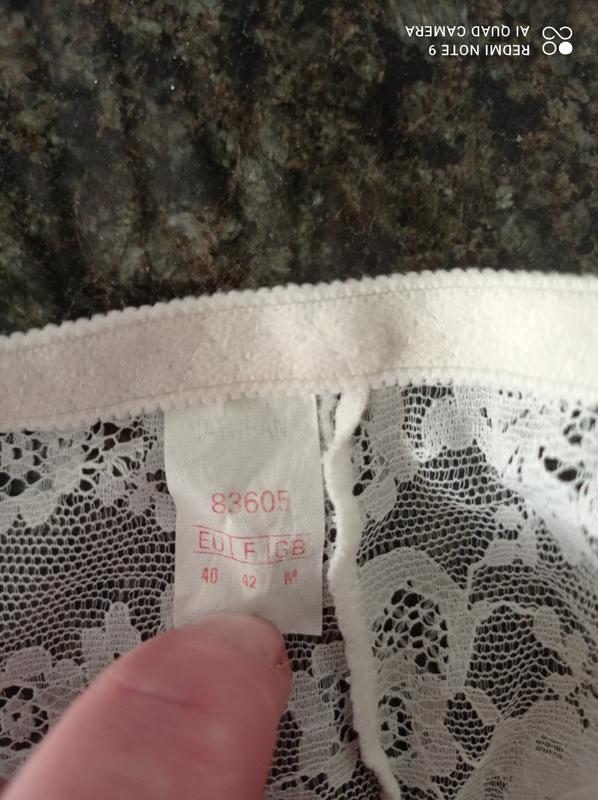 REDMI NOTE 9
AI QUAD CAMERA
83605
EU F GB
40 42 M